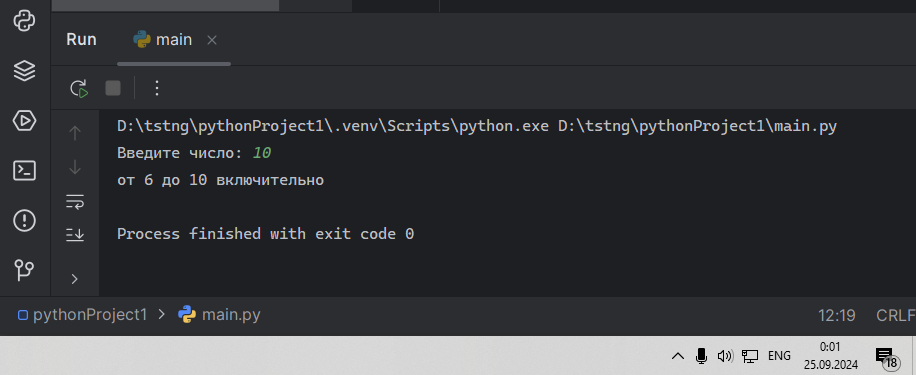 Run main
D:\tstng\pythonProject1\.venv\Scripts\python.exe D:\tstng\pythonProject1\main.py
Введите число: 10
от 6 до 10 включительно
Process finished with exit code 0
pythonProject1 > main.py 12:19 CRLF
ENG 0:01
25.09.2024
18